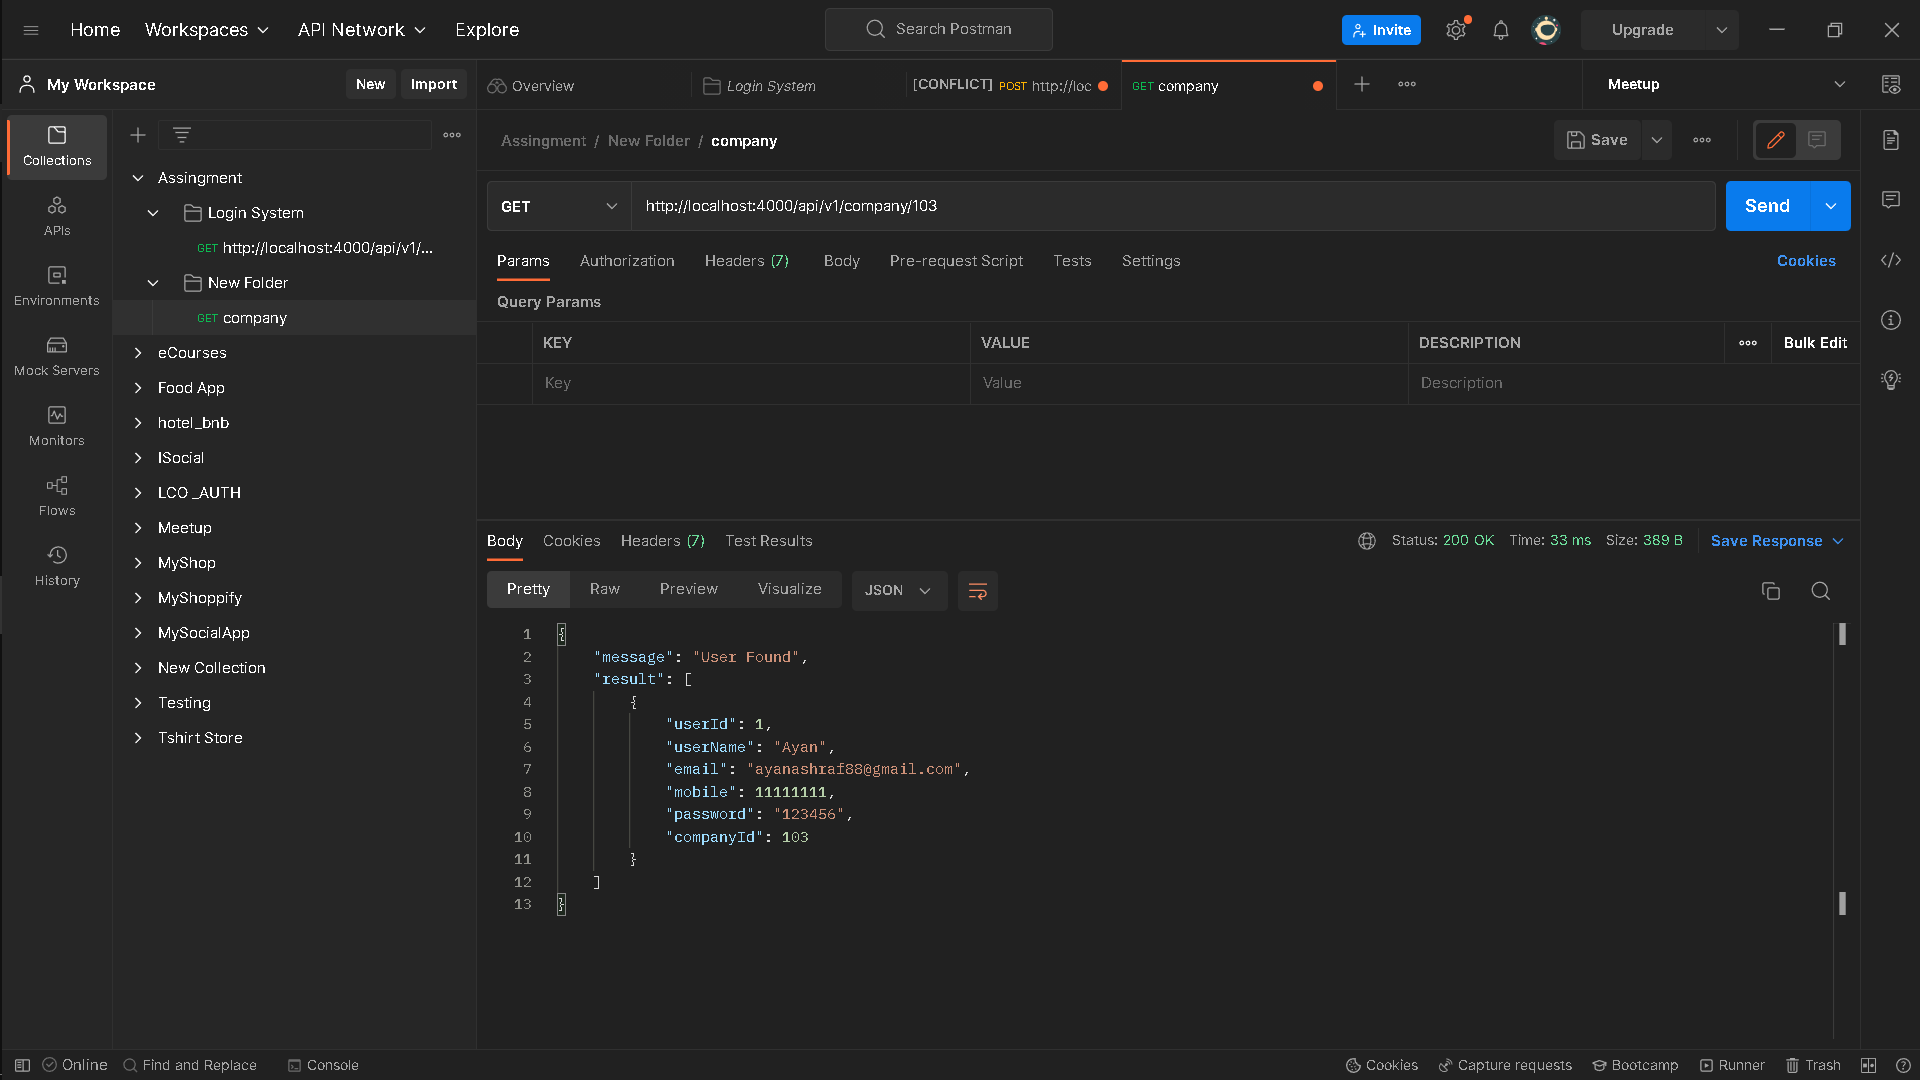 Home Workspaces API Network Explore Search Postman Invite Upgrade
My Workspace New Import Overview Login System [CONFLICT] POST http://loc GET company Meetup
Collections
APIs
Environments
Mock Servers
Monitors
Flows
History
Assingment
Login System
GET http://localhost:4000/api/v1/...
New Folder
GET company
eCourses
Food App
hotel_bnb
ISocial
LCO _AUTH
Meetup
MyShop
MyShoppify
MySocialApp
New Collection
Testing
Tshirt Store
Assingment / New Folder / company Save
GET http://localhost:4000/api/v1/company/103 Send
Params Authorization Headers (7) Body Pre-request Script Tests Settings Cookies
Query Params
KEY VALUE DESCRIPTION Bulk Edit
Key Value Description
Body Cookies Headers (7) Test Results Status: 200 OK Time: 33 ms Size: 389 B Save Response
Pretty Raw Preview Visualize JSON
1 {
2 "message": "User Found",
3 "result": [
4 {
5 "userId": 1,
6 "userName": "Ayan",
7 "email": "ayanashraf88@gmail.com",
8 "mobile": 11111111,
9 "password": "123456",
10 "companyId": 103
11 }
12 ]
13 }
Online Find and Replace Console Cookies Capture requests Bootcamp Runner Trash